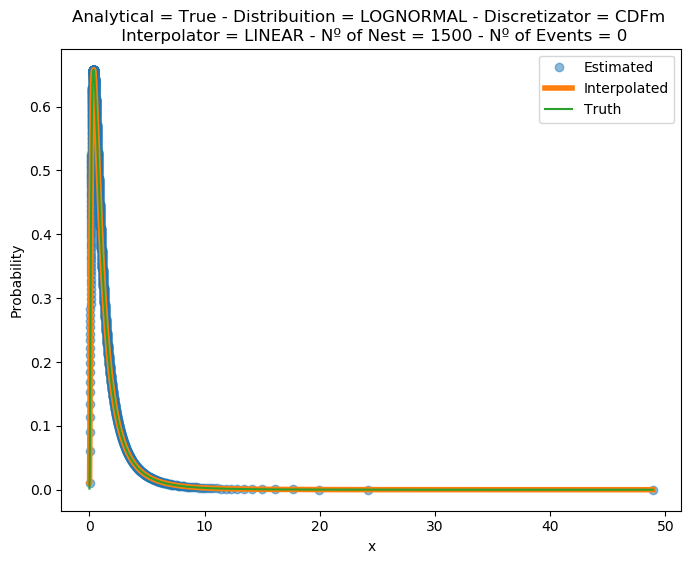 Analytical = True - Distribuition = LOGNORMAL - Discretizator = CDFm
Interpolator = LINEAR - Nº of Nest = 1500 - Nº of Events = 0
Estimated
Interpolated
Truth
Probability
0.6
0.5
0.4
0.3
0.2
0.1
0.0
0
10
20
30
40
50
x